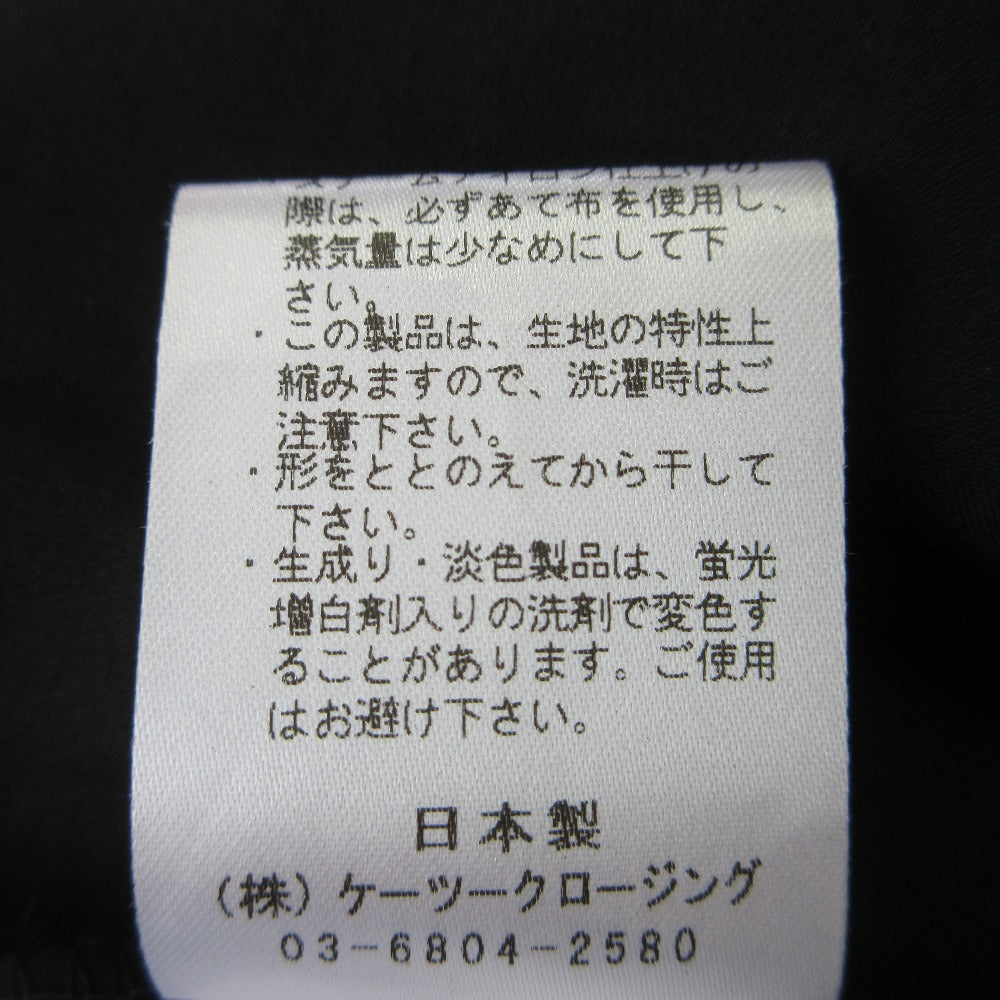 際は、必ずあて布を使用し、
蒸気量は少なめにして下
さい。
・この製品は、生地の特性上
縮みますので、洗濯時はご
注意下さい。
・形をととのえてから干して
下さい。
・生成り・淡色製品は、蛍光
増白剤入りの洗剤で変色す
ることがあります。ご使用
はお避け下さい。
日本製
(株)ケーツークロージング
03-6804-2580